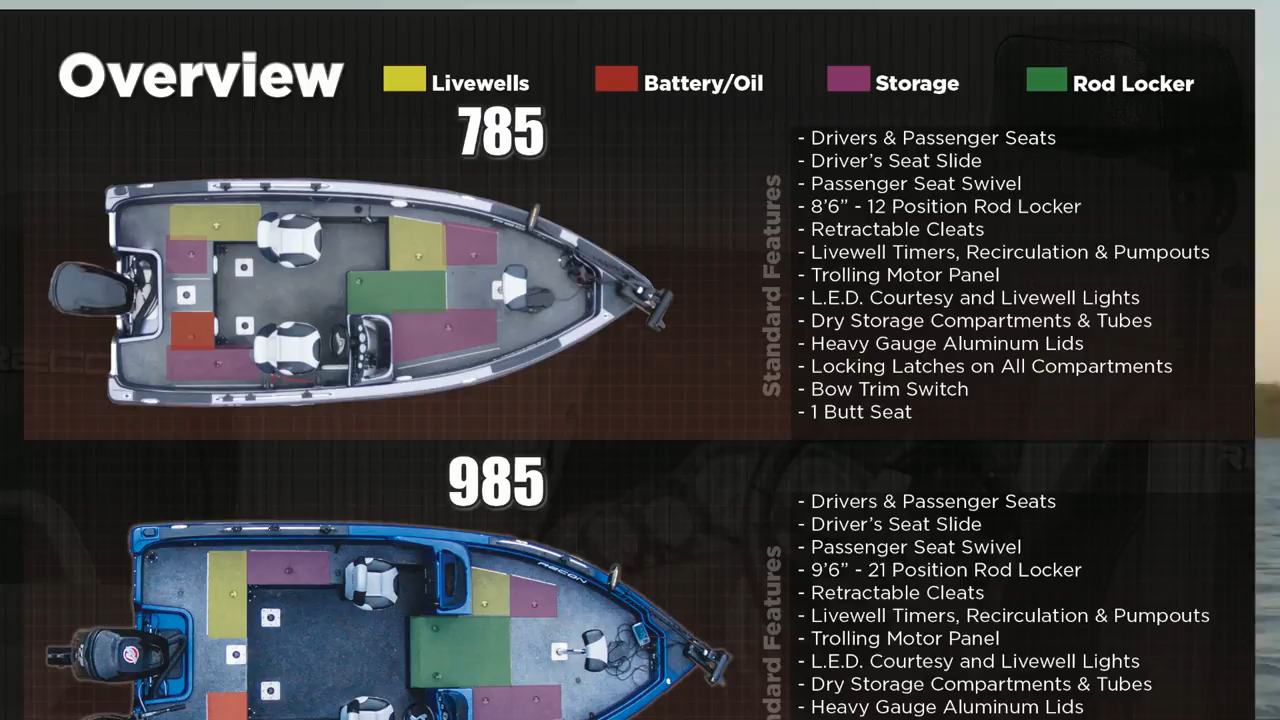 Overview
Livewells
Battery/Oil
Storage
Rod Locker
785
Standard Features
- Drivers & Passenger Seats
- Driver’s Seat Slide
- Passenger Seat Swivel
- 8’6” - 12 Position Rod Locker
- Retractable Cleats
- Livewell Timers, Recirculation & Pumpouts
- Trolling Motor Panel
- L.E.D. Courtesy and Livewell Lights
- Dry Storage Compartments & Tubes
- Heavy Gauge Aluminum Lids
- Locking Latches on All Compartments
- Bow Trim Switch
- 1 Butt Seat
985
RECON
ndard Features
- Drivers & Passenger Seats
- Driver’s Seat Slide
- Passenger Seat Swivel
- 9’6” - 21 Position Rod Locker
- Retractable Cleats
- Livewell Timers, Recirculation & Pumpouts
- Trolling Motor Panel
- L.E.D. Courtesy and Livewell Lights
- Dry Storage Compartments & Tubes
- Heavy Gauge Aluminum Lids